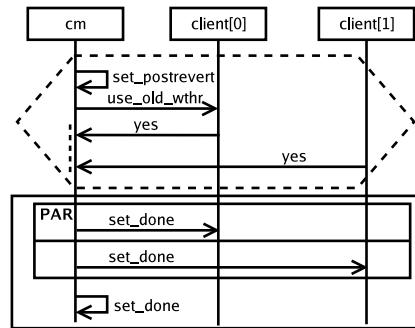 cm client[0] client[1]
set_postrevert
use_old_wthr
yes
yes
PAR
set_done
set_done
set_done